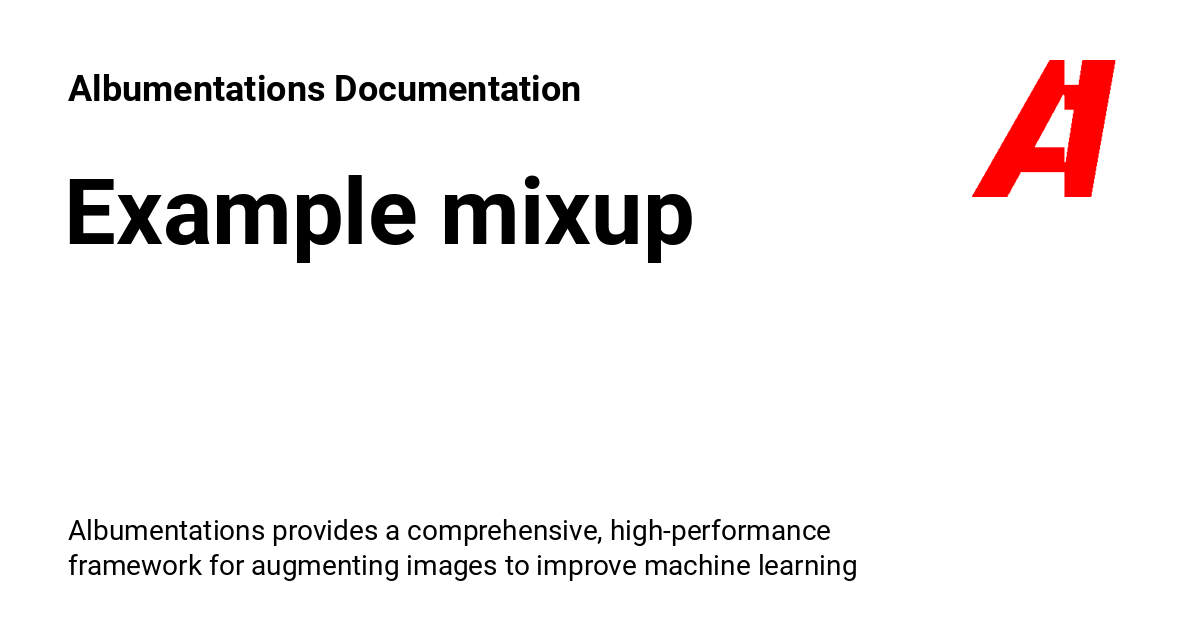 Albumentations Documentation
Example mixup
Albumentations provides a comprehensive, high-performance
framework for augmenting images to improve machine learning